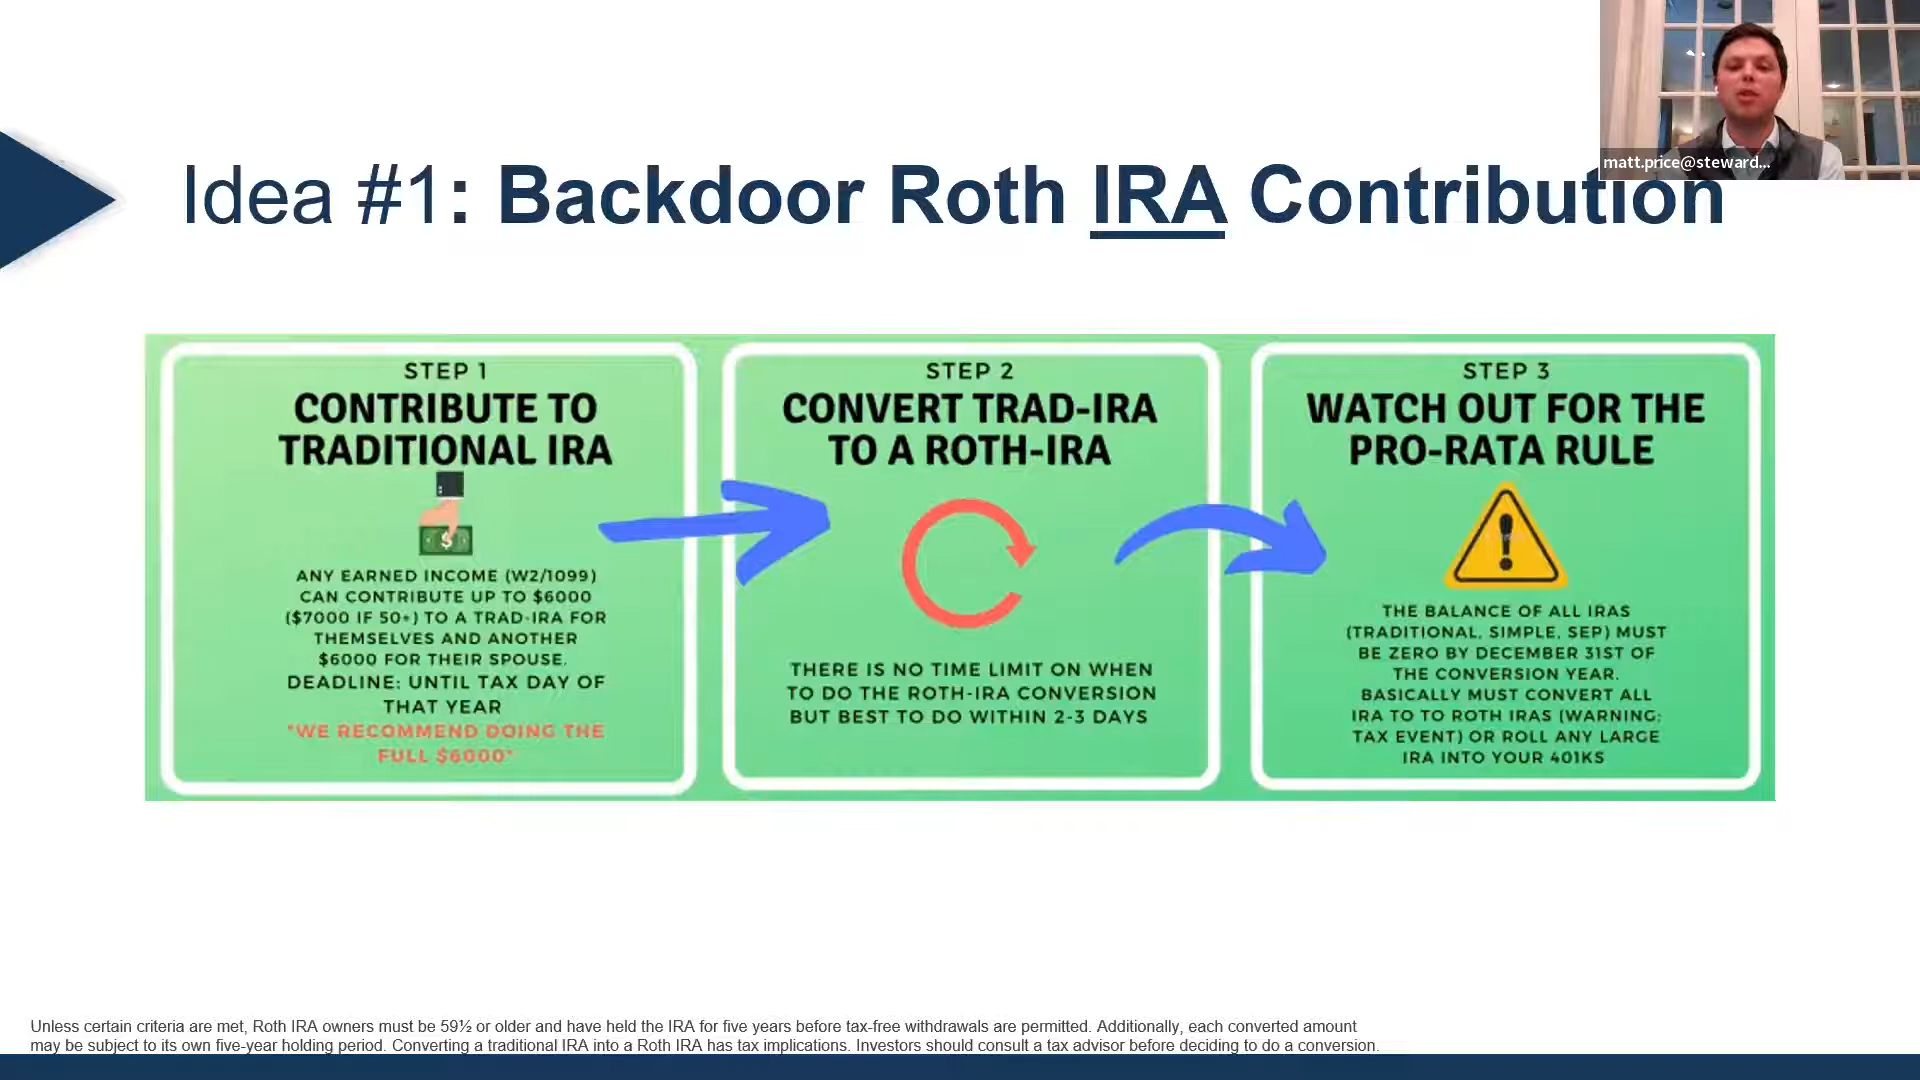 matt.price@steward...
Idea #1: Backdoor Roth IRA Contribution
STEP 1
CONTRIBUTE TO
TRADITIONAL IRA
$
ANY EARNED INCOME (W2/1099)
CAN CONTRIBUTE UP TO $6000
($7000 IF 50+) TO A TRAD-IRA FOR
THEMSELVES AND ANOTHER
$6000 FOR THEIR SPOUSE.
DEADLINE: UNTIL TAX DAY OF
THAT YEAR
*WE RECOMMEND DOING THE
FULL $6000*
STEP 2
CONVERT TRAD-IRA
TO A ROTH-IRA
THERE IS NO TIME LIMIT ON WHEN
TO DO THE ROTH-IRA CONVERSION
BUT BEST TO DO WITHIN 2-3 DAYS
STEP 3
WATCH OUT FOR THE
PRO-RATA RULE
THE BALANCE OF ALL IRAS
(TRADITIONAL, SIMPLE, SEP) MUST
BE ZERO BY DECEMBER 31ST OF
THE CONVERSION YEAR.
BASICALLY MUST CONVERT ALL
IRA TO TO ROTH IRAS (WARNING:
TAX EVENT) OR ROLL ANY LARGE
IRA INTO YOUR 401KS
Unless certain criteria are met, Roth IRA owners must be 59½ or older and have held the IRA for five years before tax-free withdrawals are permitted. Additionally, each converted amount
may be subject to its own five-year holding period. Converting a traditional IRA into a Roth IRA has tax implications. Investors should consult a tax advisor before deciding to do a conversion.